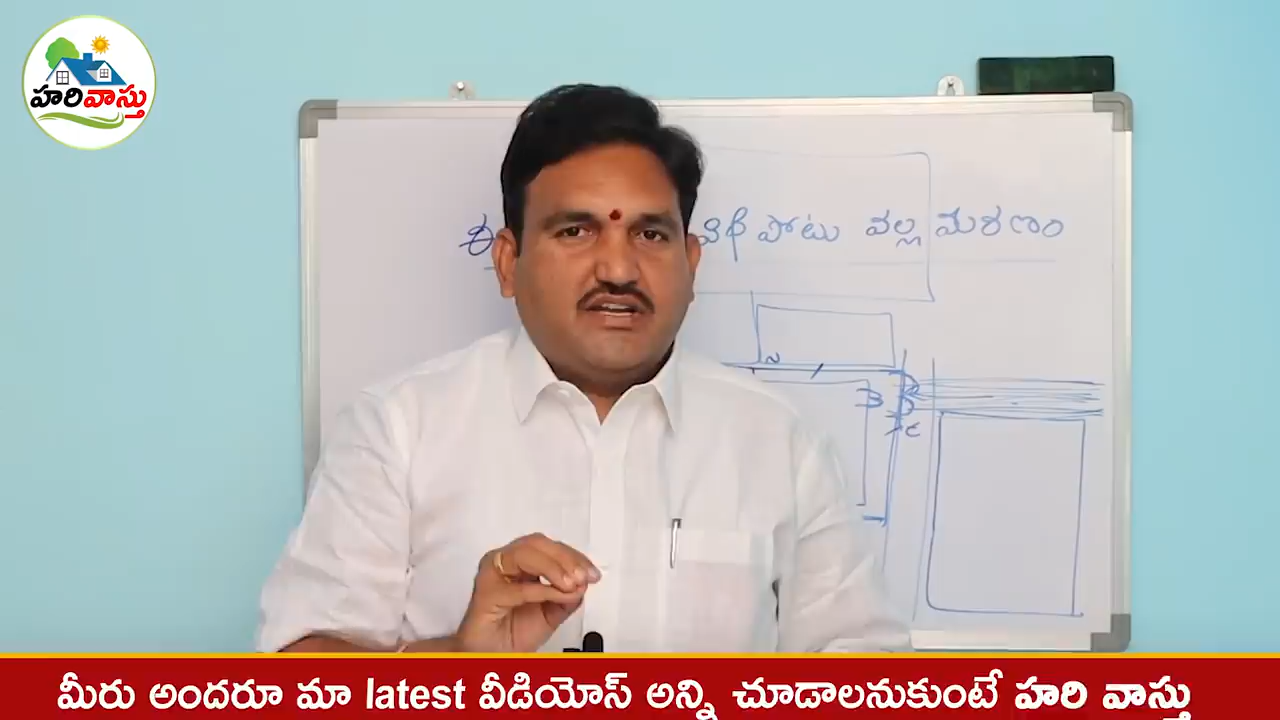 హరివాస్తు
వీధి పోటు వల్ల మరణం
N
E
మీరు అందరూ మా latest వీడియోస్ అన్ని చూడాలనుకుంటే హరి వాస్తు